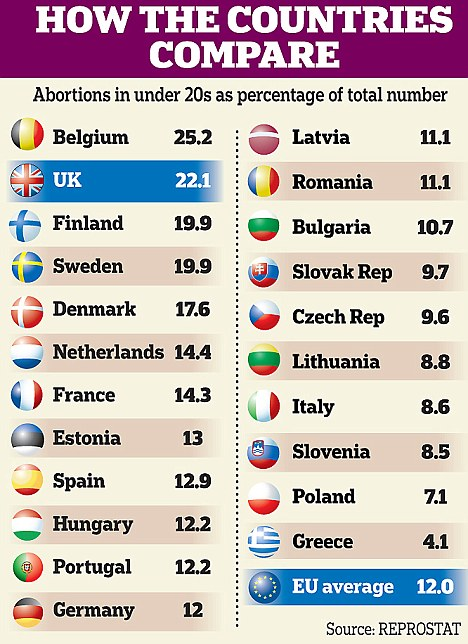 HOW THE COUNTRIES
COMPARE
Abortions in under 20s as percentage of total number
Belgium 25.2
UK 22.1
Finland 19.9
Sweden 19.9
Denmark 17.6
Netherlands 14.4
France 14.3
Estonia 13
Spain 12.9
Hungary 12.2
Portugal 12.2
Germany 12
Latvia 11.1
Romania 11.1
Bulgaria 10.7
Slovak Rep 9.7
Czech Rep 9.6
Lithuania 8.8
Italy 8.6
Slovenia 8.5
Poland 7.1
Greece 4.1
EU average 12.0
Source: REPROSTAT